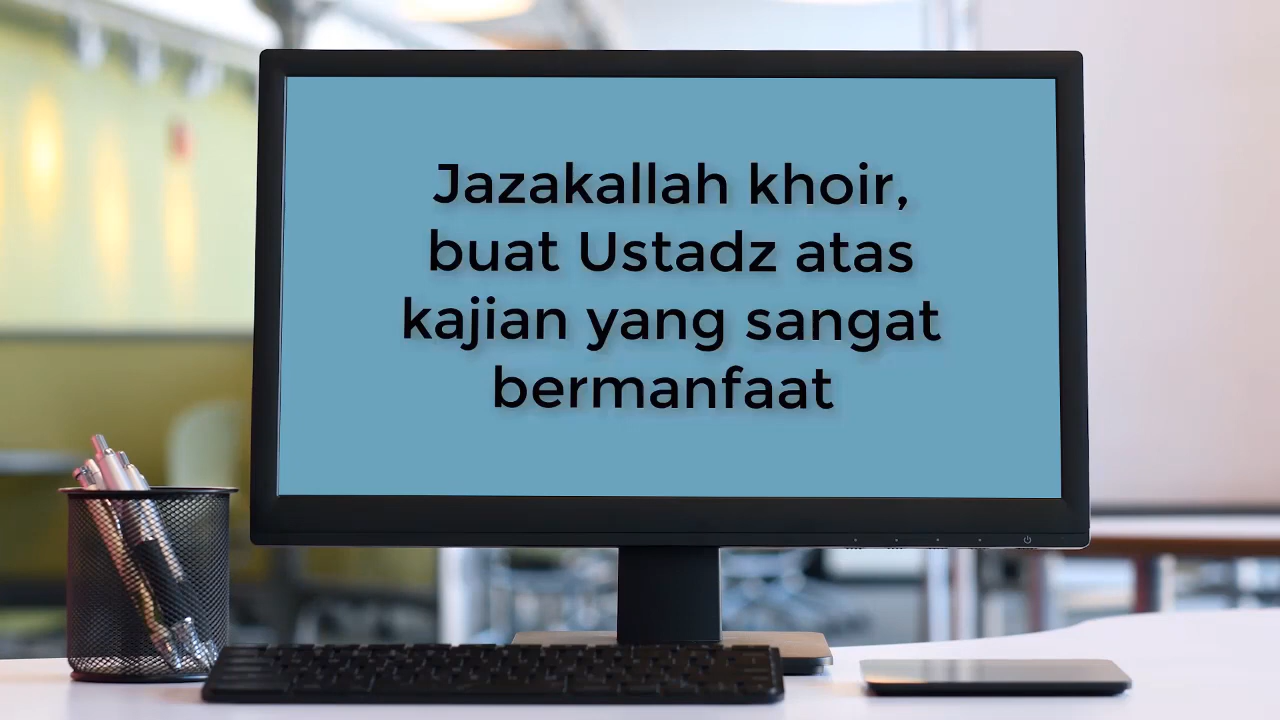 Jazakallah khoir,
buat Ustadz atas
kajian yang sangat
bermanfaat